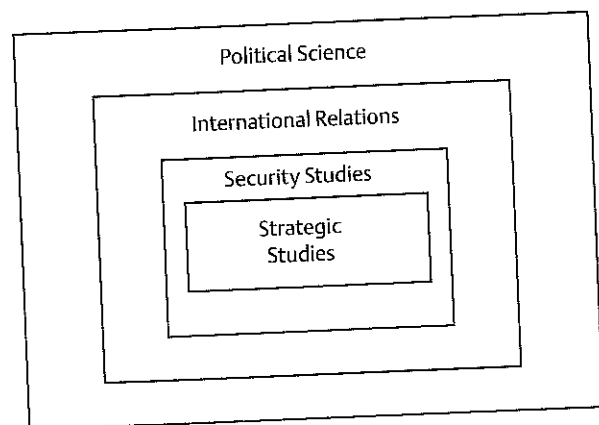 Political Science
International Relations
Security Studies
Strategic
Studies